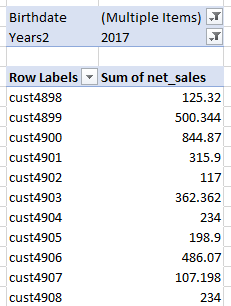 Birthdate (Multiple Items)
Years2 2017
Row Labels Sum of net_sales
cust4898 125.32
cust4899 500.344
cust4900 844.87
cust4901 315.9
cust4902 117
cust4903 362.362
cust4904 234
cust4905 198.9
cust4906 486.07
cust4907 107.198
cust4908 234